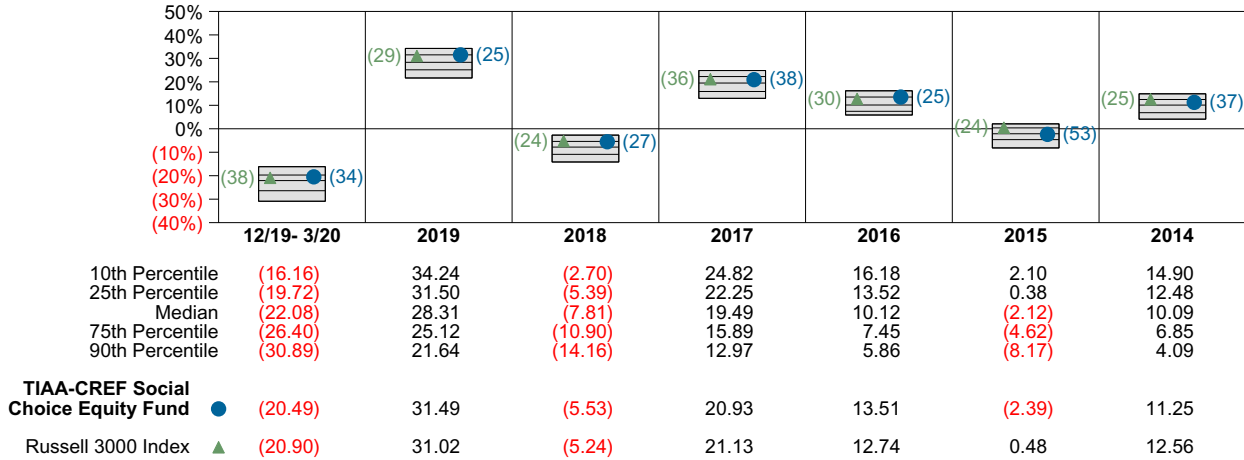 50%
40%
30%
20%
10%
0%
(10%)
(20%)
(30%)
(40%)
(38) (34)
(29) (25)
(24) (27)
(36) (38)
(30) (25)
(24) (53)
(25) (37)
12/19- 3/20 2019 2018 2017 2016 2015 2014
10th Percentile (16.16) 34.24 (2.70) 24.82 16.18 2.10 14.90
25th Percentile (19.72) 31.50 (5.39) 22.25 13.52 0.38 12.48
Median (22.08) 28.31 (7.81) 19.49 10.12 (2.12) 10.09
75th Percentile (26.40) 25.12 (10.90) 15.89 7.45 (4.62) 6.85
90th Percentile (30.89) 21.64 (14.16) 12.97 5.86 (8.17) 4.09
TIAA-CREF Social
Choice Equity Fund (20.49) 31.49 (5.53) 20.93 13.51 (2.39) 11.25
Russell 3000 Index (20.90) 31.02 (5.24) 21.13 12.74 0.48 12.56